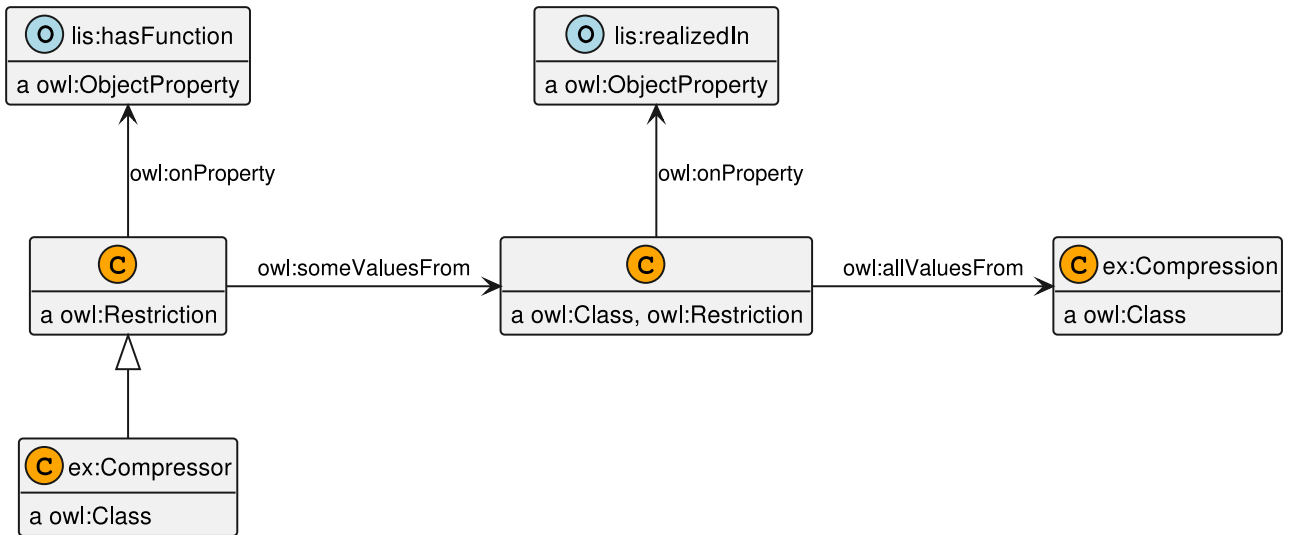 O lis:hasFunction
a owl:ObjectProperty
O lis:realizedIn
a owl:ObjectProperty
owl:onProperty
owl:onProperty
C
a owl:Restriction
owl:someValuesFrom
C
a owl:Class, owl:Restriction
owl:allValuesFrom
C ex:Compression
a owl:Class
C ex:Compressor
a owl:Class